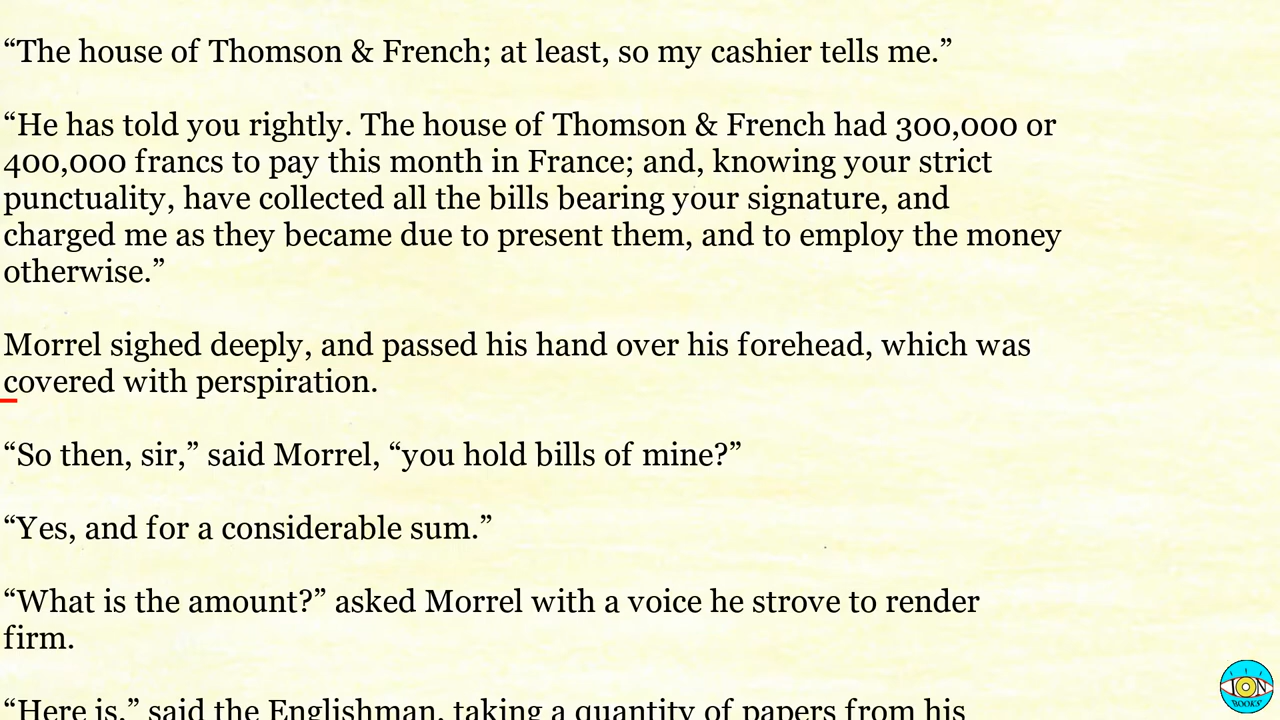 “The house of Thomson & French; at least, so my cashier tells me.”
“He has told you rightly. The house of Thomson & French had 300,000 or
400,000 francs to pay this month in France; and, knowing your strict
punctuality, have collected all the bills bearing your signature, and
charged me as they became due to present them, and to employ the money
otherwise.”
Morrel sighed deeply, and passed his hand over his forehead, which was
covered with perspiration.
“So then, sir,” said Morrel, “you hold bills of mine?”
“Yes, and for a considerable sum.”
“What is the amount?” asked Morrel with a voice he strove to render
firm.
“Here is,” said the Englishman, taking a quantity of papers from his
ION
BOOKS